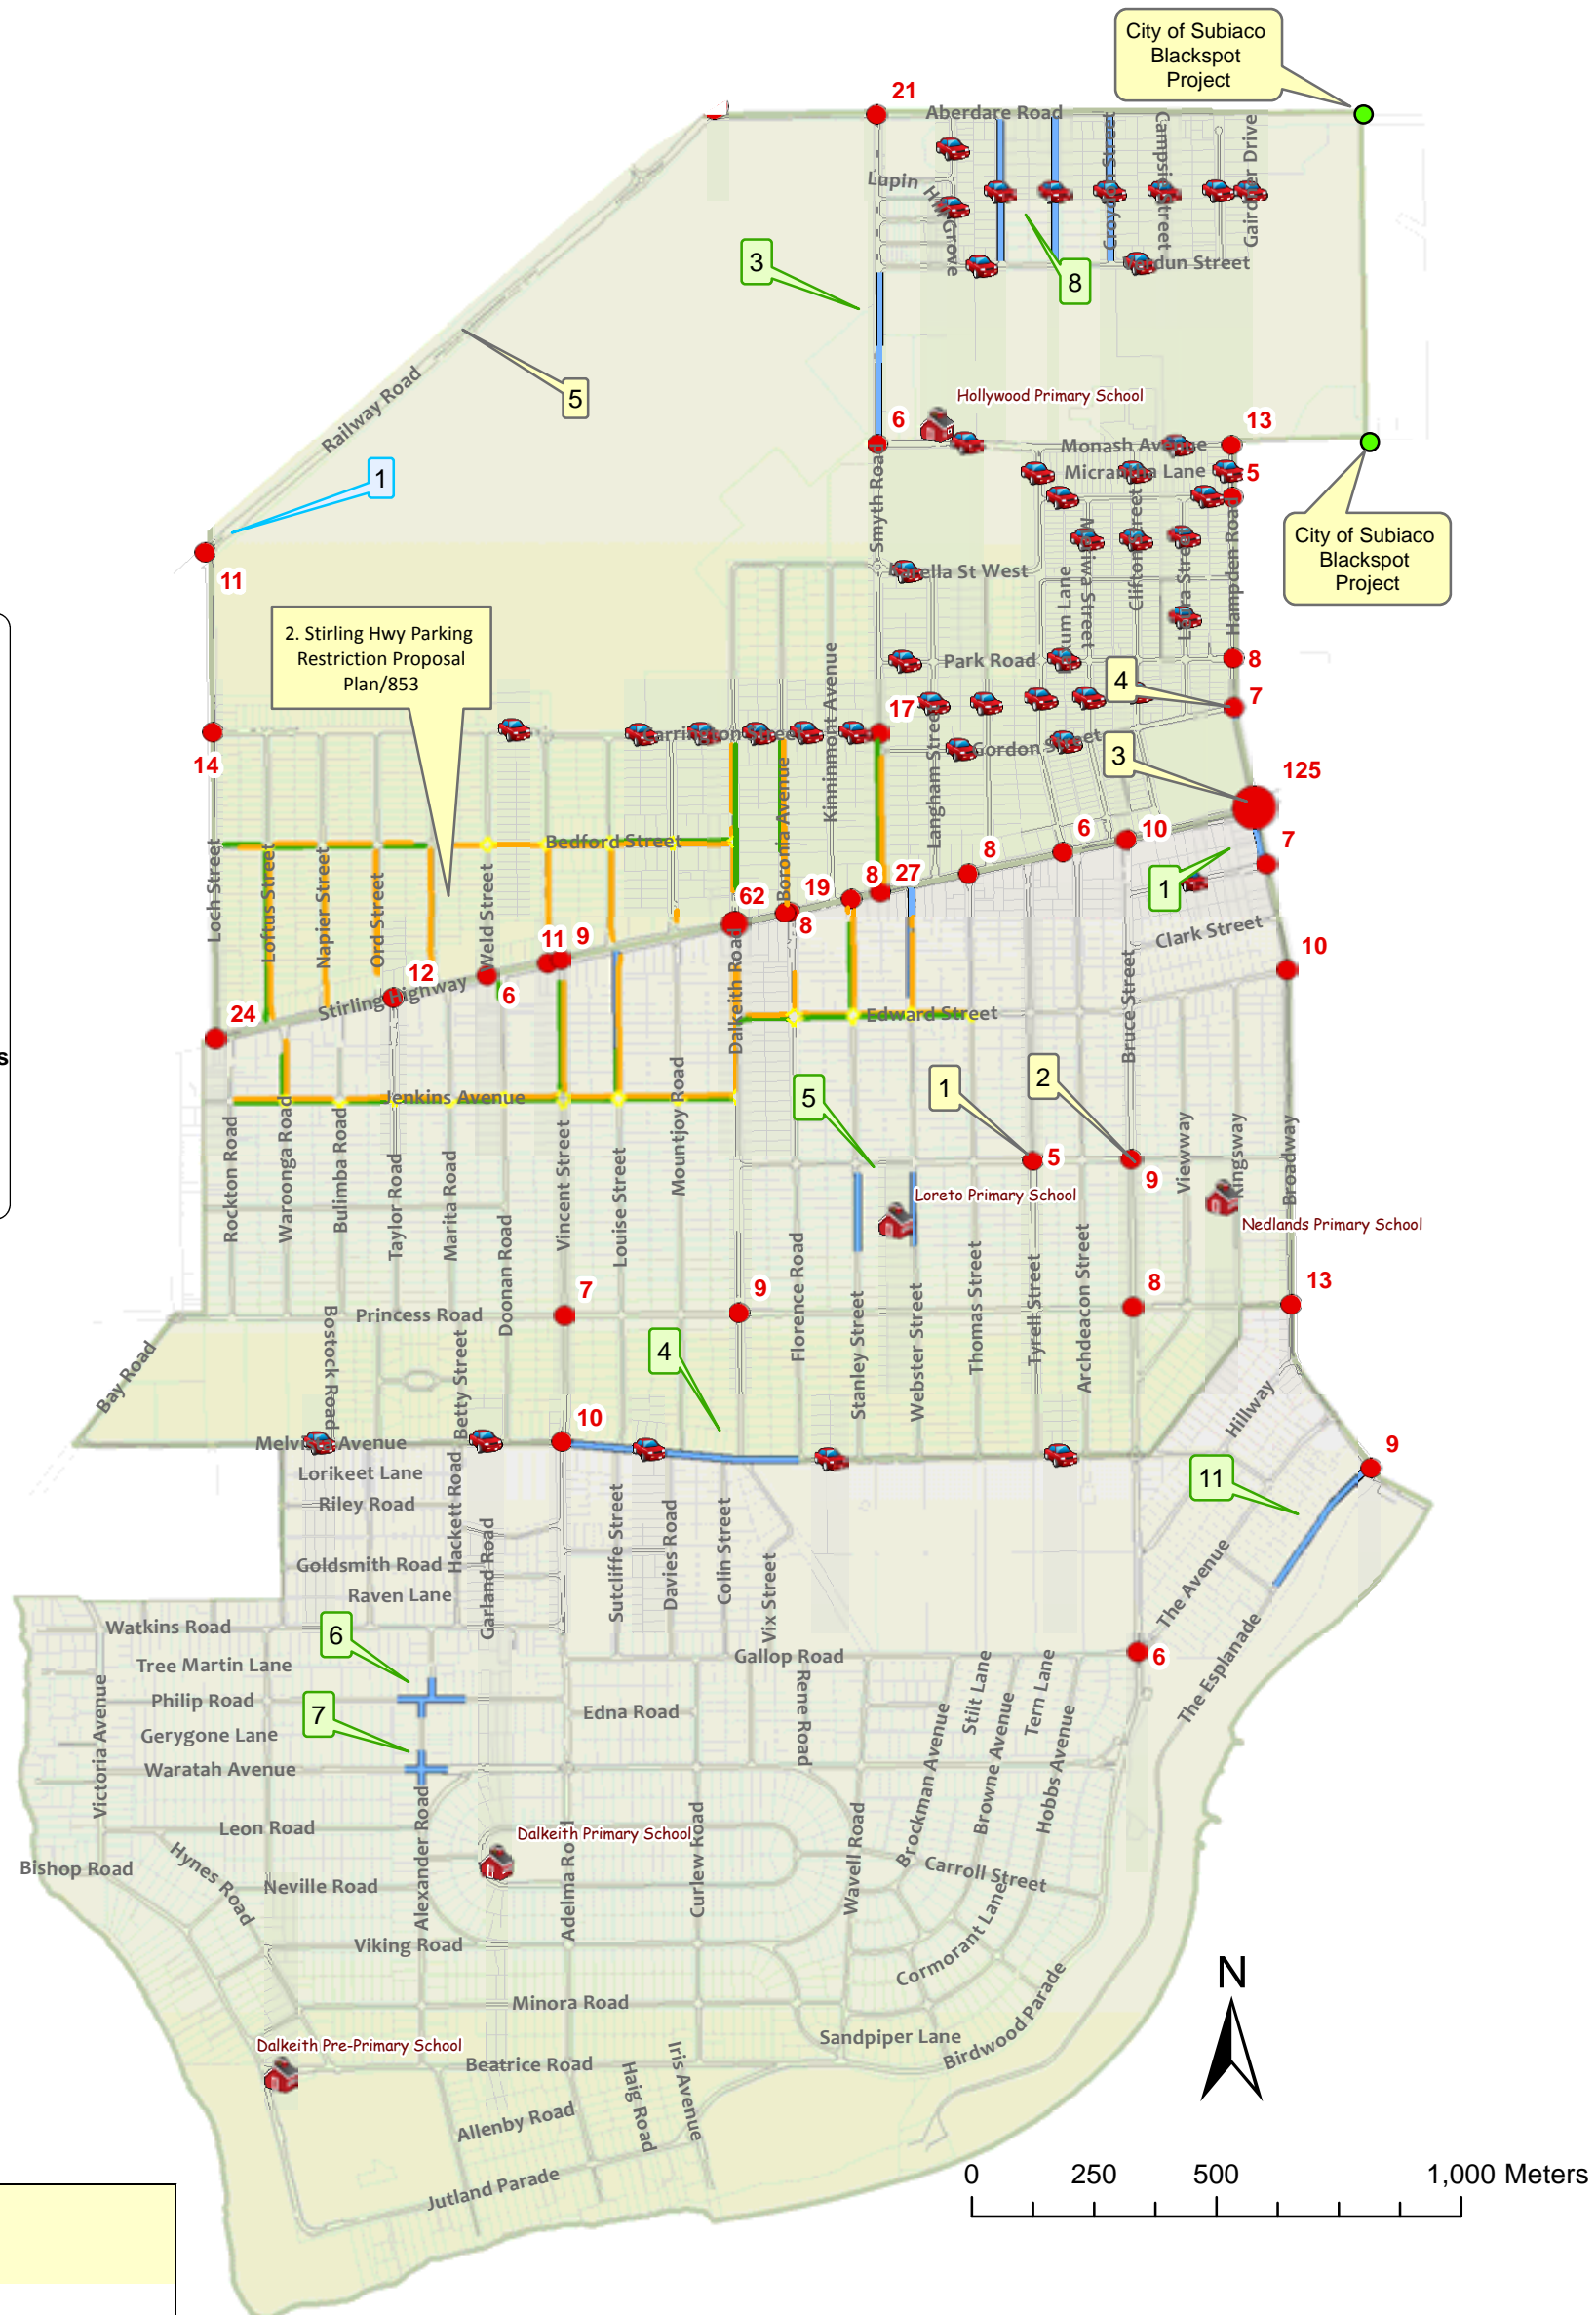 City of Subiaco
Blackspot
Project
21
Aberdare Road
Lupin
Grove
Croydon Street
Campsie Street
Gairdner Drive
3
8
Verdun Street
5
Railway Road
1
Hollywood Primary School
6
13
Monash Avenue
Micrantha Lane
5
City of Subiaco
Blackspot
Project
Smyth Road
11
Karella St West
Clifton Street
Hampden Road
2. Stirling Hwy Parking
Restriction Proposal
Plan/853
Park Road
8
4
7
17
Carrington Street
Kinninmont Avenue
Langham Street
Gordon Street
14
3
125
Boronia Avenue
Bedford Street
6
10
7
8
1
Loch Street
Loftus Street
Napier Street
Ord Street
Weld Street
62
19
8
8
27
Clark Street
11
9
12
6
10
Stirling Highway
24
Dalkeith Road
Edward Street
Bruce Street
s
Jenkins Avenue
5
1
2
Rockton Road
Waroonga Road
Bulimba Road
Taylor Road
Marita Road
Doonan Road
Vincent Street
Louise Street
Mountjoy Road
5
9
Viewway
Kingsway
Broadway
Loreto Primary School
Nedlands Primary School
Florence Road
Stanley Street
Webster Street
Thomas Street
Tyrell Street
Archdeacon Street
7
9
8
13
Princess Road
Bay Road
Bostock Road
Betty Street
4
Hillway
10
9
Melvista Avenue
Lorikeet Lane
Riley Road
Hackett Road
11
Goldsmith Road
Raven Lane
Garland Road
Sutcliffe Street
Davies Road
Colin Street
Vix Street
The Avenue
Watkins Road
6
Gallop Road
6
The Esplanade
Tree Martin Lane
Philip Road
7
Edna Road
Rene Road
Stilt Lane
Tern Lane
Gerygone Lane
Waratah Avenue
Victoria Avenue
Brockman Avenue
Browne Avenue
Hobbs Avenue
Leon Road
Dalkeith Primary School
Bishop Road
Hynes Road
Neville Road
Alexander Road
Adelma Road
Curlew Road
Wavell Road
Carroll Street
Viking Road
Cormorant Lane
N
Minora Road
Sandpiper Lane
Birdwood Parade
Dalkeith Pre-Primary School
Beatrice Road
Haig Road
Iris Avenue
Allenby Road
Jutland Parade
0 250 500 1,000 Meters